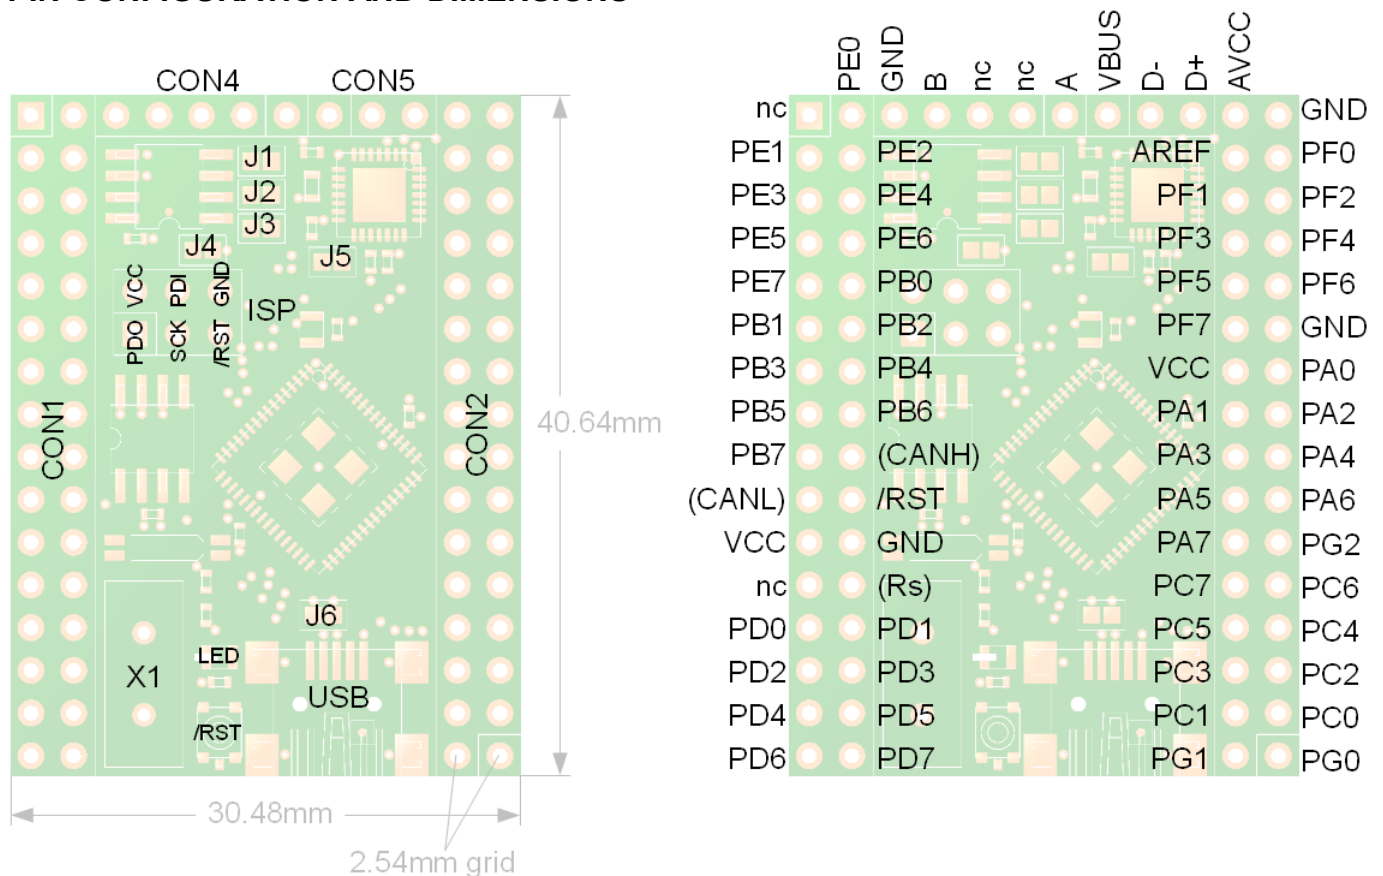 PIN CONFIGURATION AND DIMENSIONS
CON4 CON5
J1
J2
J3
J4 J5
VCC PDI GND
ISP
PDO SCK /RST
CON1 CON2
40.64mm
J6
LED
X1
USB
/RST
30.48mm
2.54mm grid
PE0 GND B nc nc A VBUS D- D+ AVCC
nc GND
PE1 PE2 AREF PF0
PE3 PE4 PF1 PF2
PE5 PE6 PF3 PF4
PE7 PB0 PF5 PF6
PB1 PB2 PF7 GND
PB3 PB4 VCC PA0
PB5 PB6 PA1 PA2
PB7 (CANH) PA3 PA4
(CANL) /RST PA5 PA6
VCC GND PA7 PG2
nc (Rs) PC7 PC6
PD0 PD1 PC5 PC4
PD2 PD3 PC3 PC2
PD4 PD5 PC1 PC0
PD6 PD7 PG1 PG0